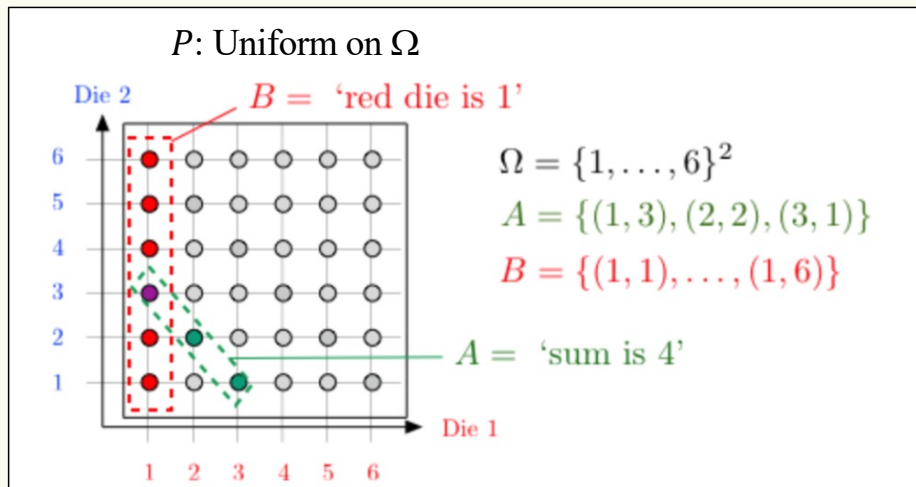 P: Uniform on Ω
Die 2
B = ‘red die is 1’
6
5
4
3
2
1
Ω = {1, . . . , 6}²
A = {(1, 3), (2, 2), (3, 1)}
B = {(1, 1), . . . , (1, 6)}
A = ‘sum is 4’
Die 1
1 2 3 4 5 6